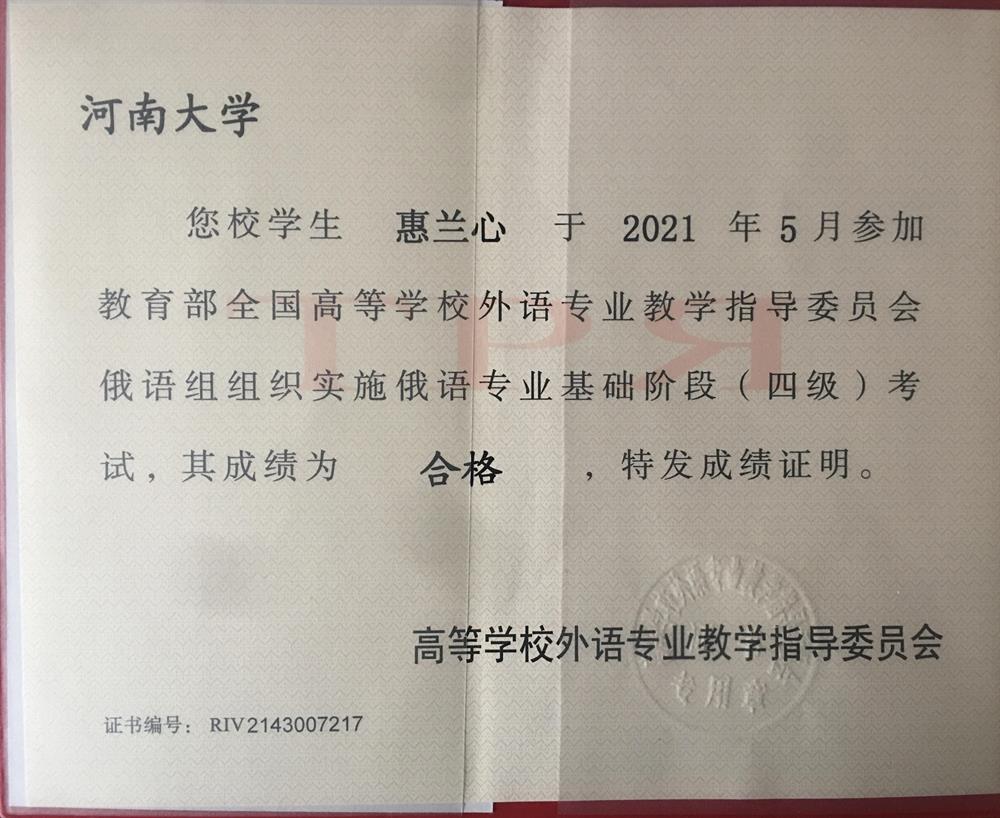 河南大学
您校学生 惠兰心 于 2021 年 5 月参加
教育部全国高等学校外语专业教学指导委员会
俄语组组织实施俄语专业基础阶段（四级）考
试，其成绩为 合格 ，特发成绩证明。
高等学校外语专业教学指导委员会
专用章
证书编号： RIV2143007217